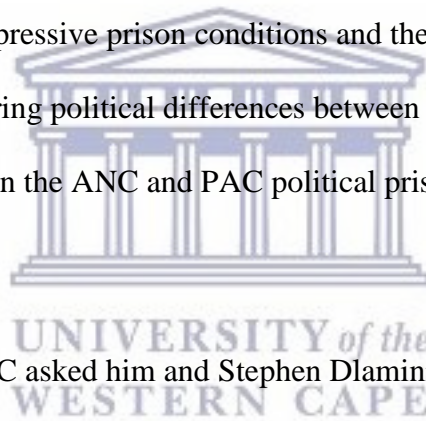 pressive prison conditions and the
ring political differences between
n the ANC and PAC political pris
UNIVERSITY of the
C asked him and Stephen Dlamin
WESTERN CAPE